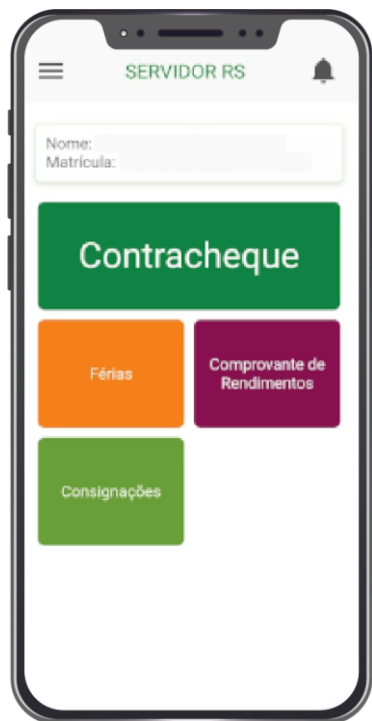 SERVIDOR RS
Nome:
Matrícula:
Contracheque
Férias
Comprovante de
Rendimentos
Consignações